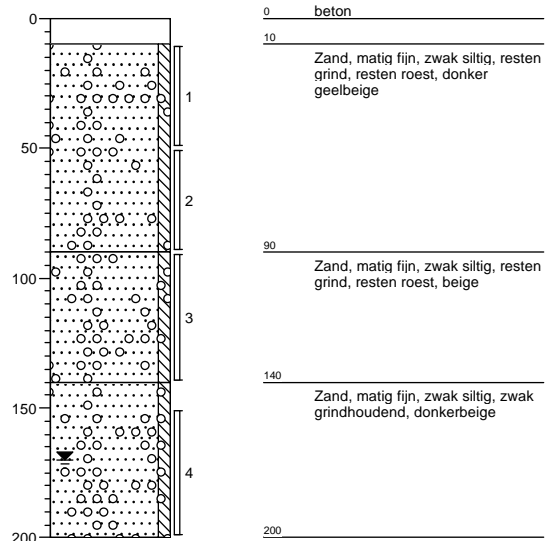 0
50
100
150
200
1
2
3
4
0
beton
10
Zand, matig fijn, zwak siltig, resten
grind, resten roest, donker
geelbeige
90
Zand, matig fijn, zwak siltig, resten
grind, resten roest, beige
140
Zand, matig fijn, zwak siltig, zwak
grindhoudend, donkerbeige
200